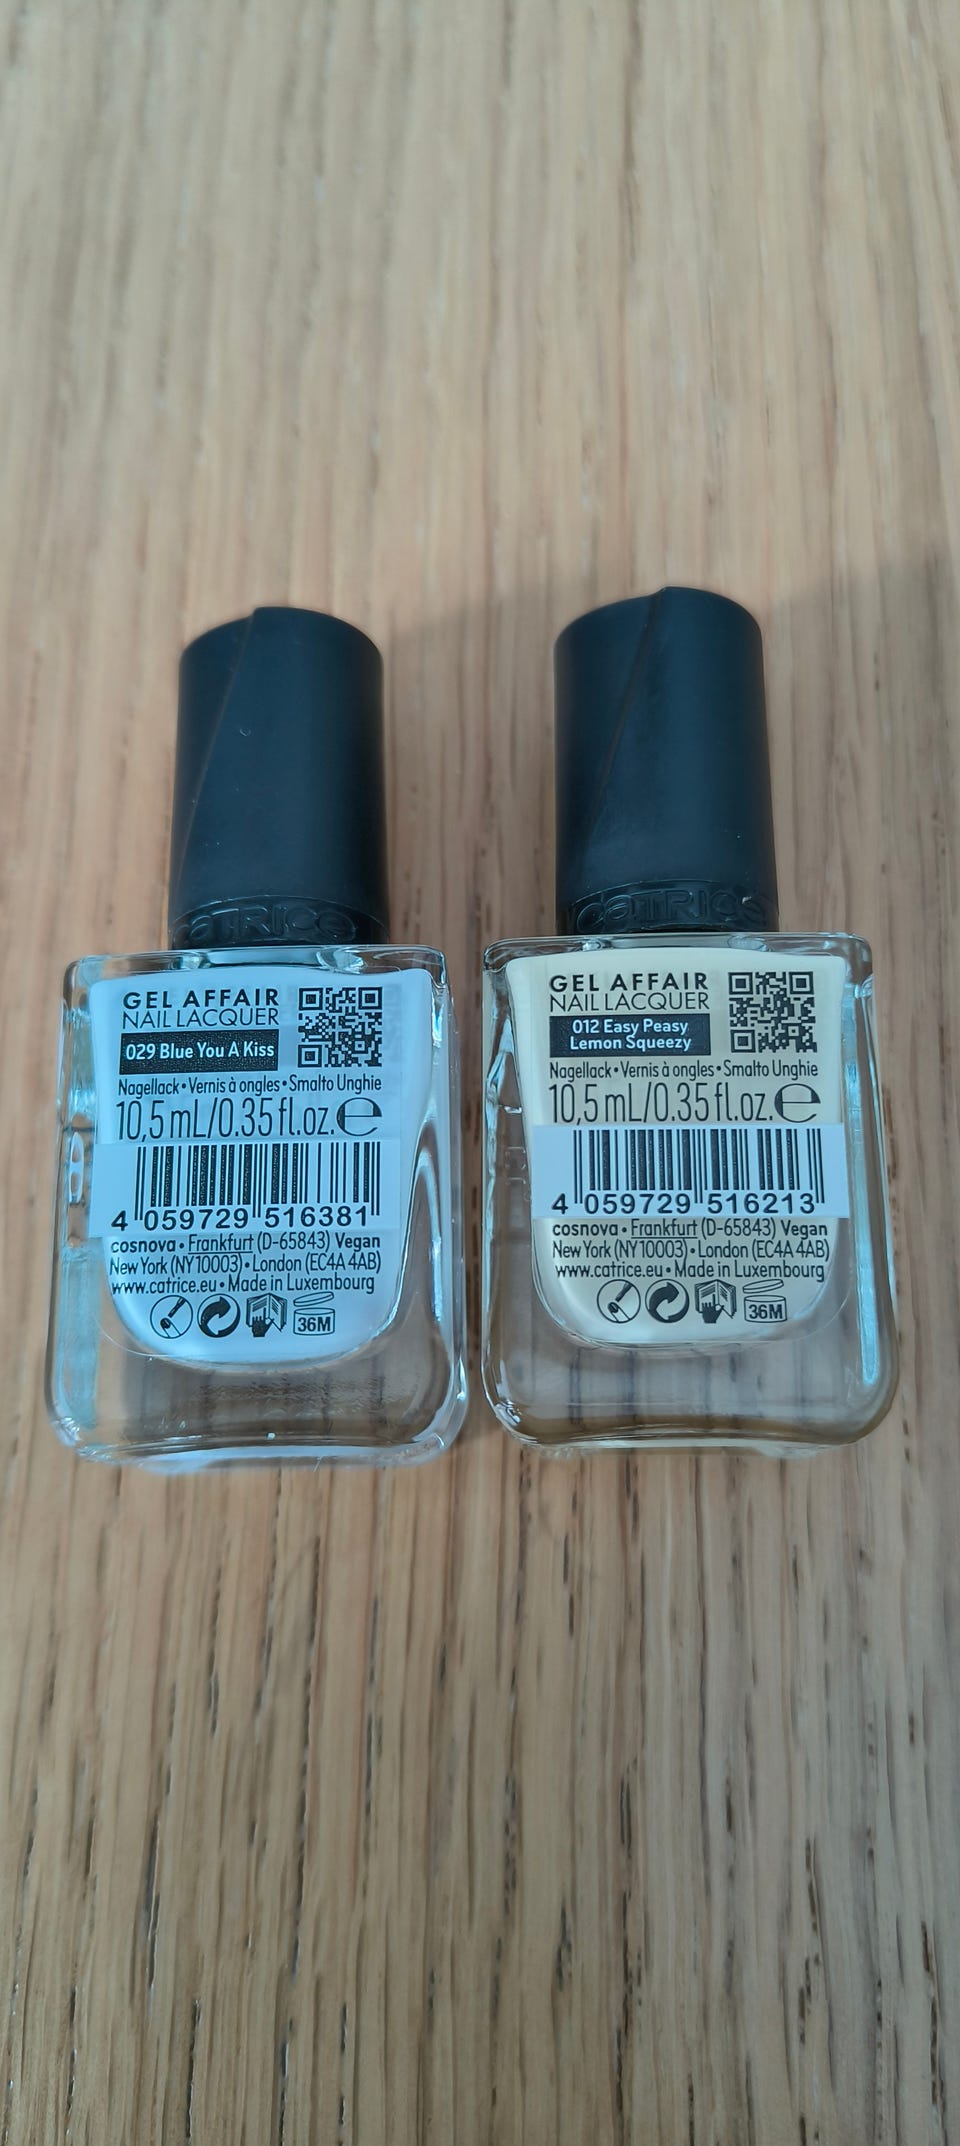 CATRICE
GEL AFFAIR
NAIL LACQUER
029 Blue You A Kiss
Nagellack • Vernis à ongles • Smalto Unghie
10,5 mL/0.35 fl.oz. e
4 059729 516381
cosnova • Frankfurt (D-65843) Vegan
New York (NY10003) • London (EC4A 4AB)
www.catrice.eu • Made in Luxembourg
36M
CATRICE
GEL AFFAIR
NAIL LACQUER
012 Easy Peasy
Lemon Squeezy
Nagellack • Vernis à ongles • Smalto Unghie
10,5 mL/0.35 fl.oz. e
4 059729 516213
cosnova • Frankfurt (D-65843) Vegan
New York (NY10003) • London (EC4A 4AB)
www.catrice.eu • Made in Luxembourg
36M